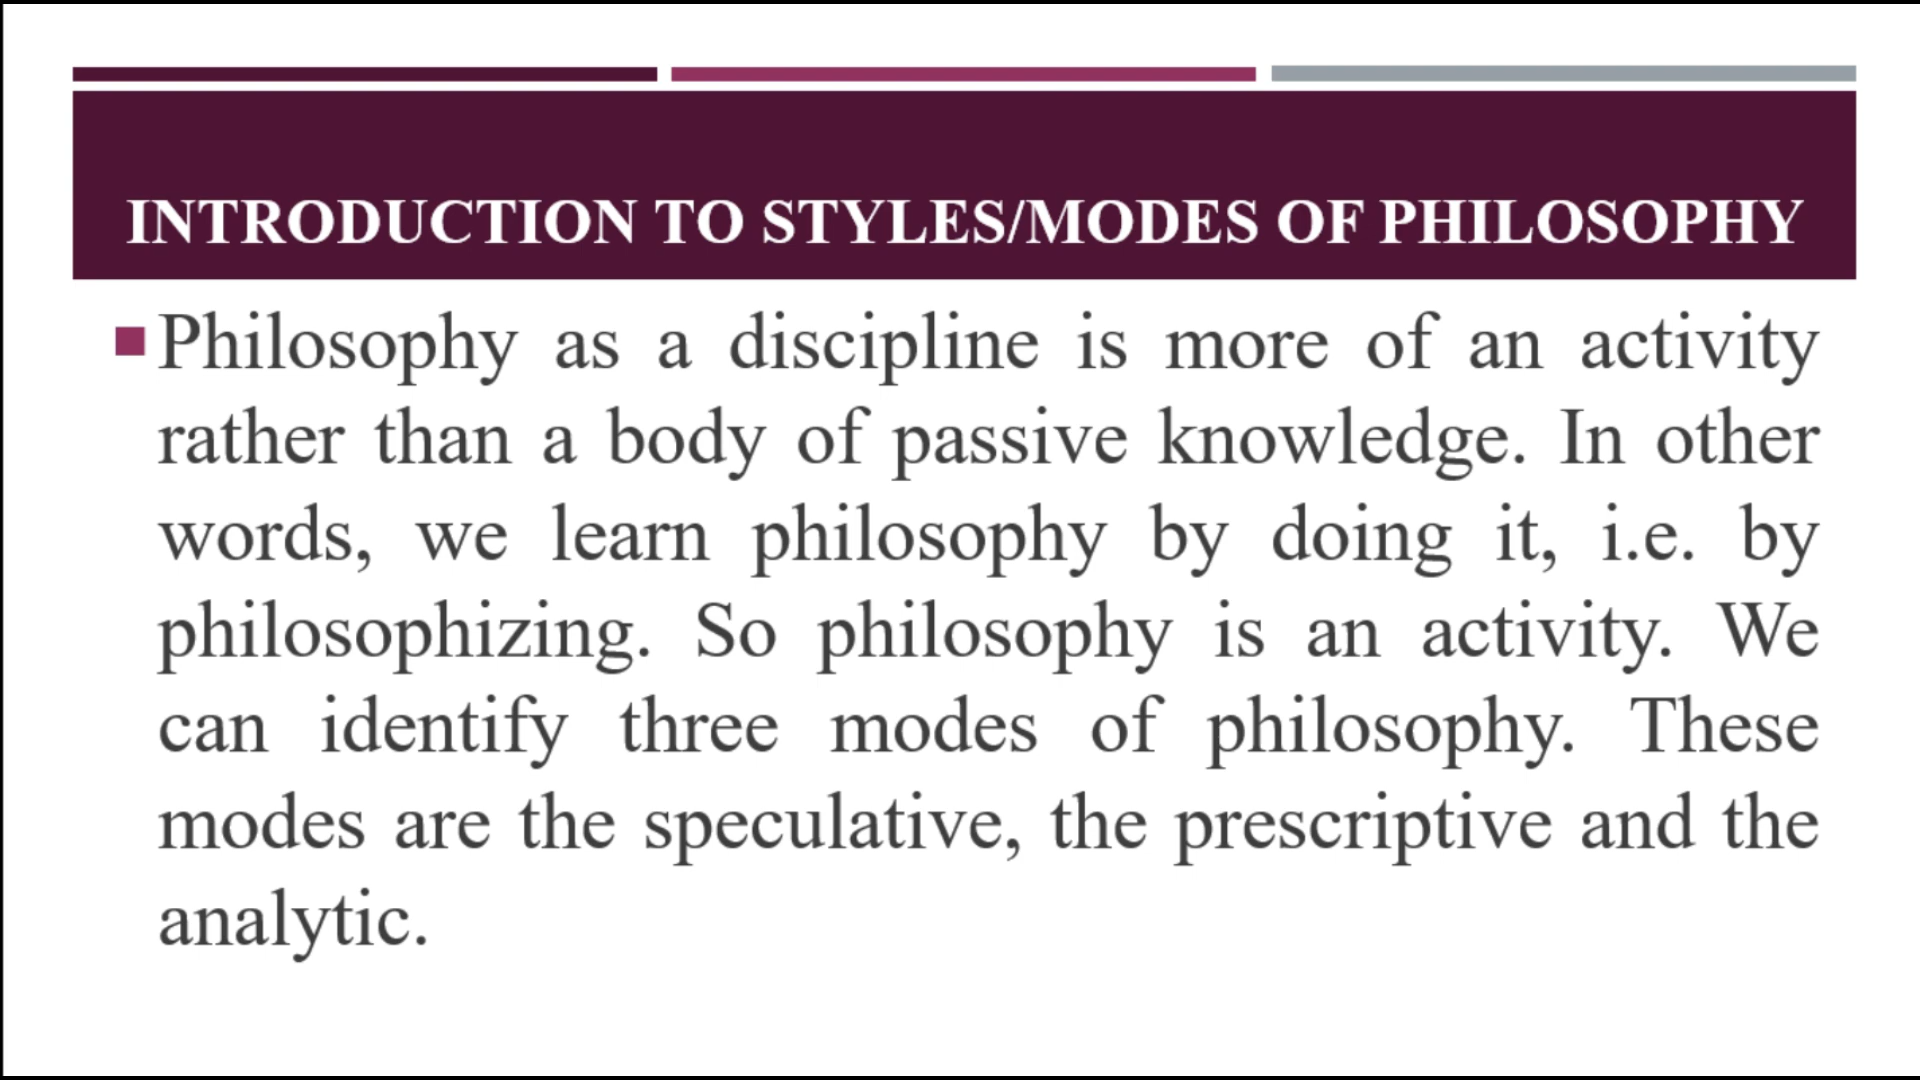 INTRODUCTION TO STYLES/MODES OF PHILOSOPHY
Philosophy as a discipline is more of an activity
rather than a body of passive knowledge. In other
words, we learn philosophy by doing it, i.e. by
philosophizing. So philosophy is an activity. We
can identify three modes of philosophy. These
modes are the speculative, the prescriptive and the
analytic.